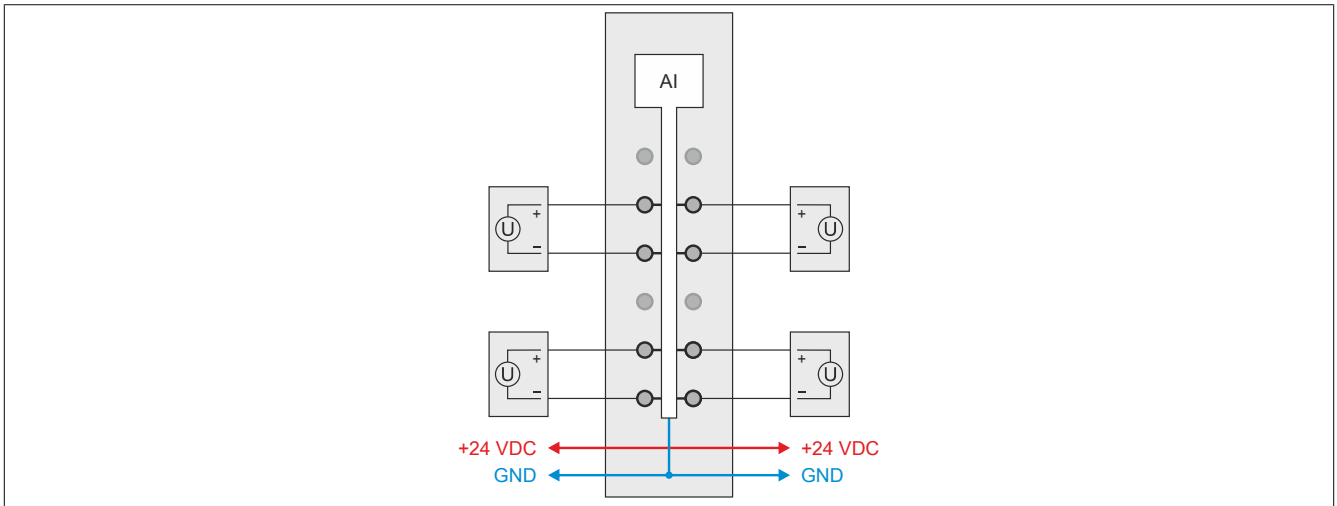 AI
U + −
+ − U
U + −
+ − U
+24 VDC +24 VDC
GND GND